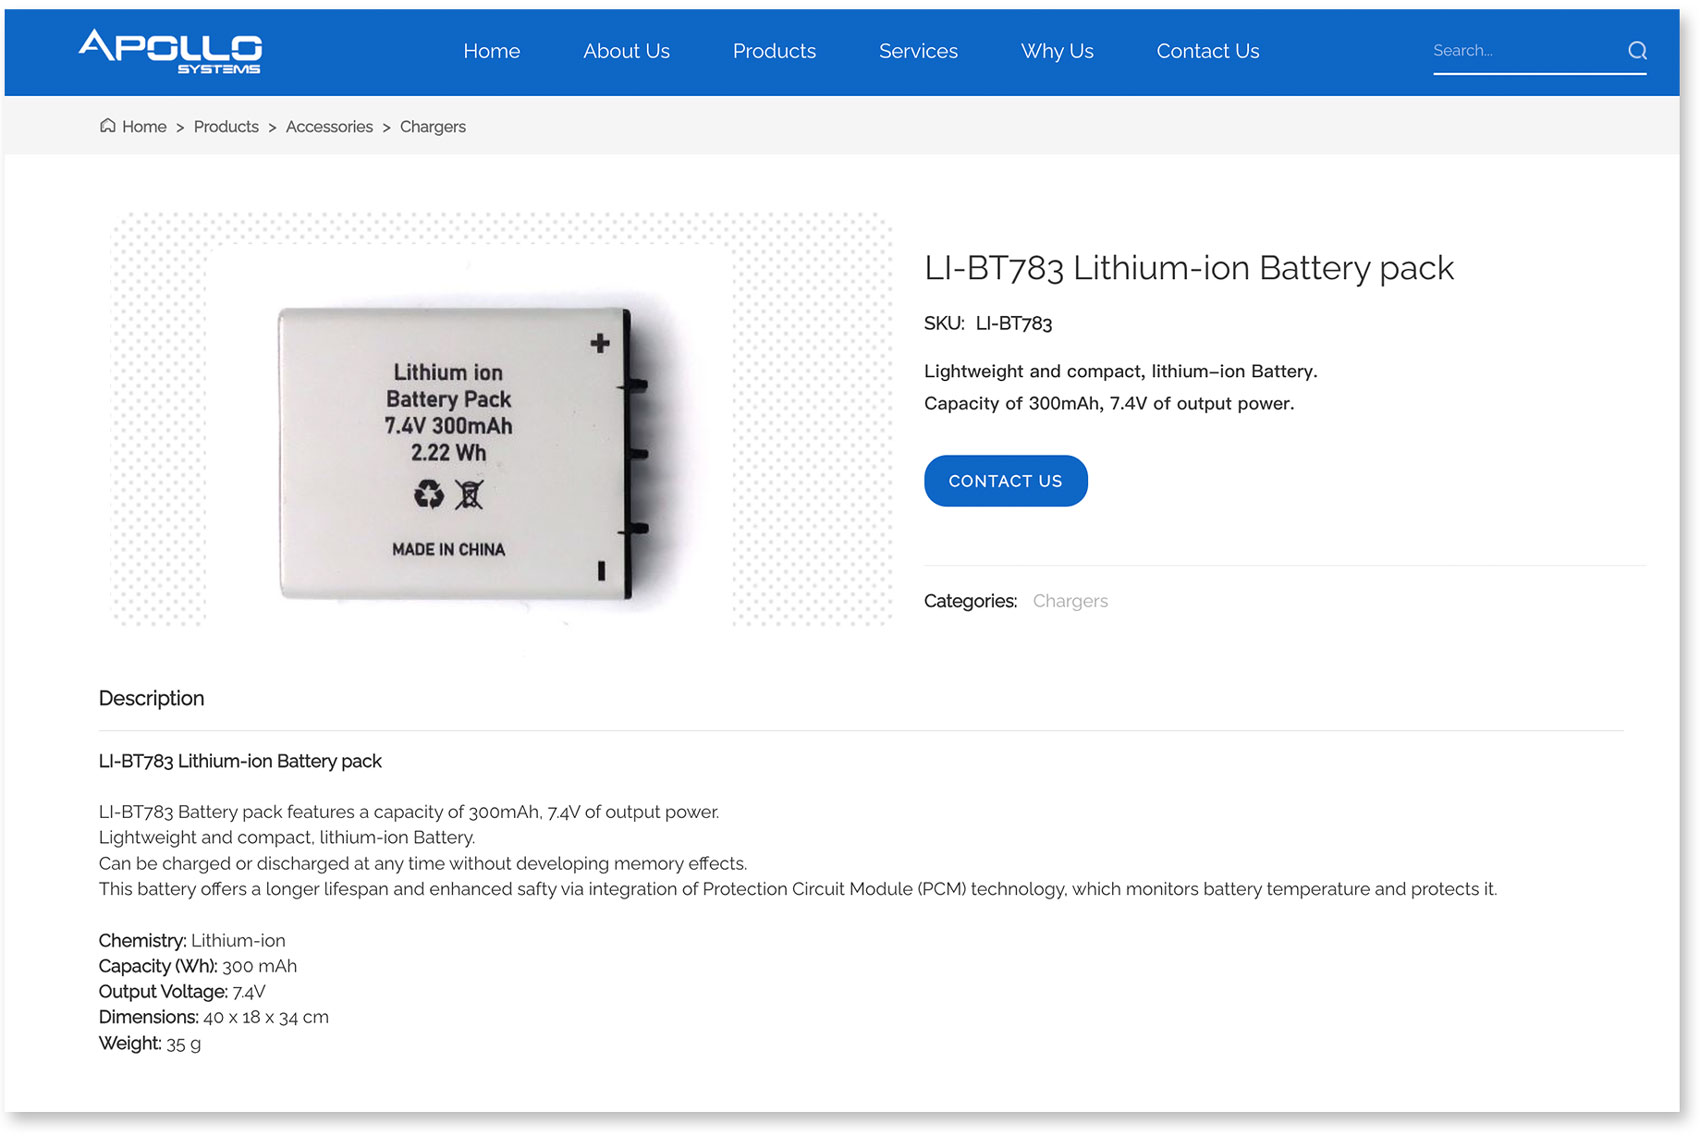 APOLLO
SYSTEMS
Home About Us Products Services Why Us Contact Us
Search...
Home > Products > Accessories > Chargers
Lithium ion
Battery Pack
7.4V 300mAh
2.22 Wh
MADE IN CHINA
+
-
LI-BT783 Lithium-ion Battery pack
SKU: LI-BT783
Lightweight and compact, lithium-ion Battery.
Capacity of 300mAh, 7.4V of output power.
CONTACT US
Categories: Chargers
Description
LI-BT783 Lithium-ion Battery pack
LI-BT783 Battery pack features a capacity of 300mAh, 7.4V of output power.
Lightweight and compact, lithium-ion Battery.
Can be charged or discharged at any time without developing memory effects.
This battery offers a longer lifespan and enhanced safty via integration of Protection Circuit Module (PCM) technology, which monitors battery temperature and protects it.
Chemistry: Lithium-ion
Capacity (Wh): 300 mAh
Output Voltage: 7.4V
Dimensions: 40 x 18 x 34 cm
Weight: 35 g